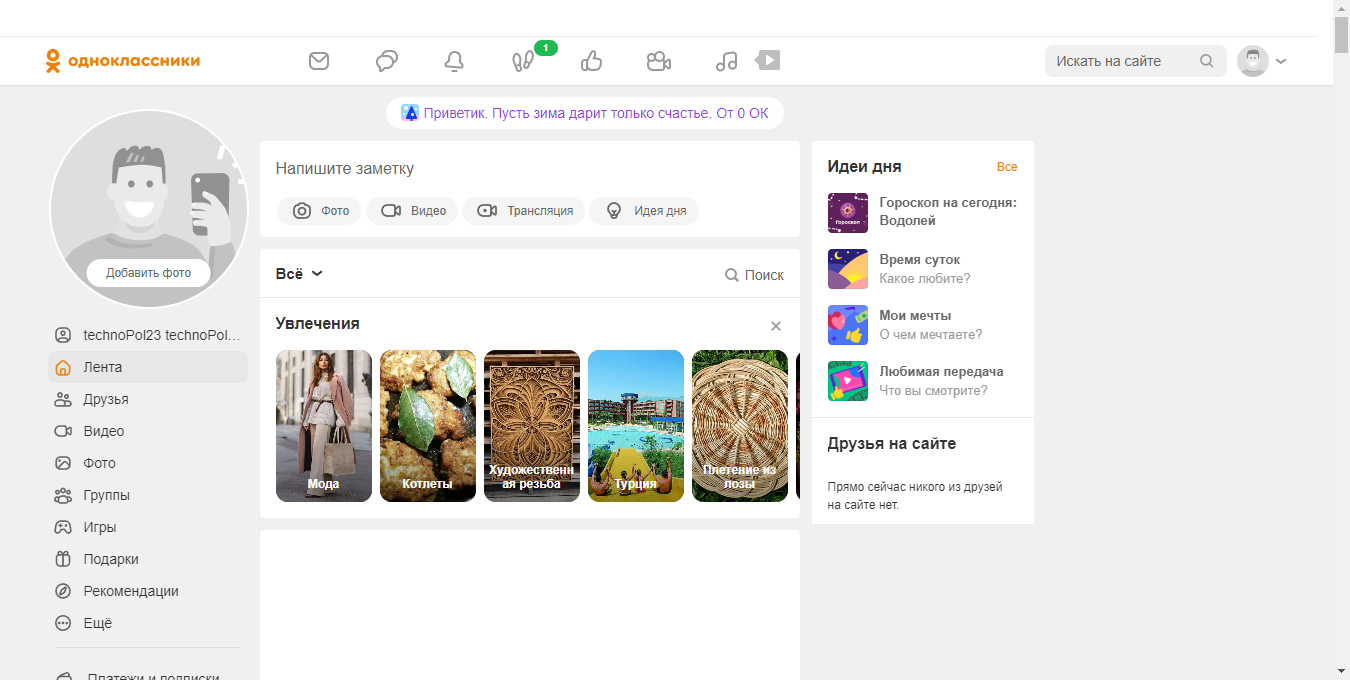 одноклассники
1
Искать на сайте
Приветик. Пусть зима дарит только счастье. От 0 ОК
Добавить фото
technoPol23 technoPol…
Лента
Друзья
Видео
Фото
Группы
Игры
Подарки
Рекомендации
Ещё
Платежи и подписки
Напишите заметку
Фото
Видео
Трансляция
Идея дня
Всё
Поиск
Увлечения
Мода
Котлеты
Художественн
ая резьба
Турция
Плетение из
лозы
Идеи дня
Все
Гороскоп
Гороскоп на сегодня:
Водолей
Время суток
Какое любите?
Мои мечты
О чем мечтаете?
Любимая передача
Что вы смотрите?
Друзья на сайте
Прямо сейчас никого из друзей
на сайте нет.